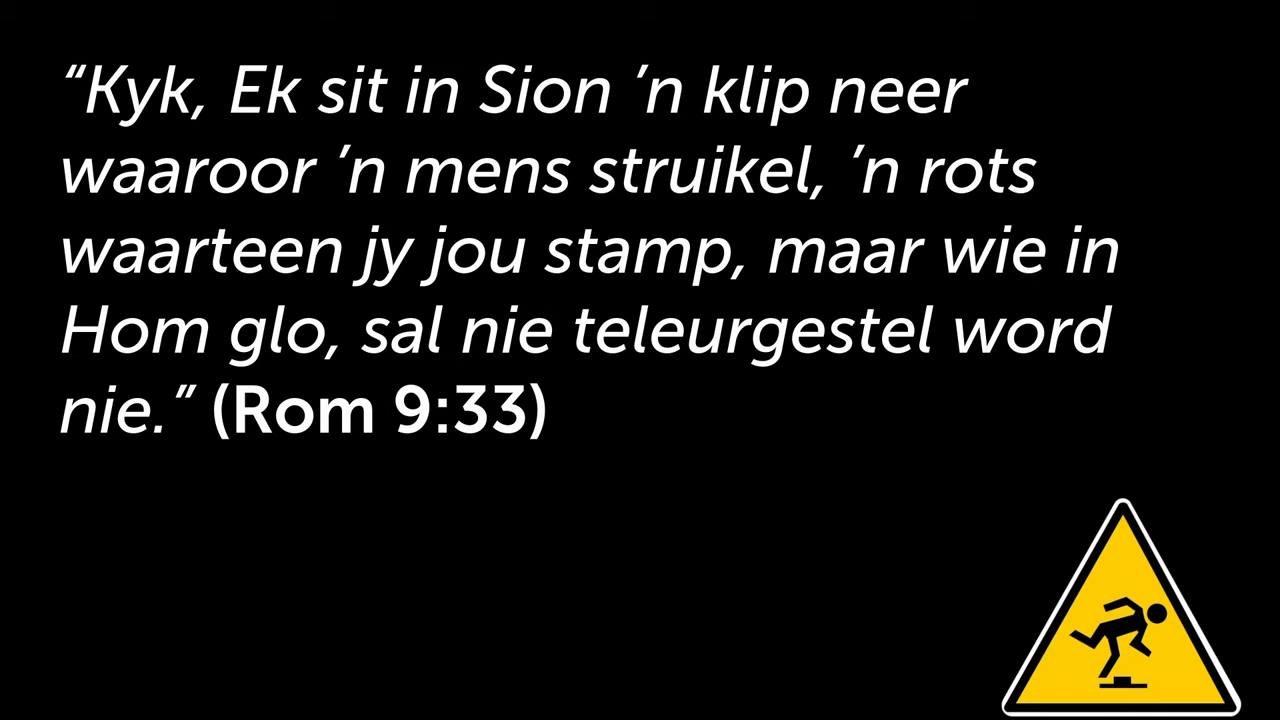 “Kyk, Ek sit in Sion ’n klip neer
waaroor ’n mens struikel, ’n rots
waarteen jy jou stamp, maar wie in
Hom glo, sal nie teleurgestel word
nie.” (Rom 9:33)